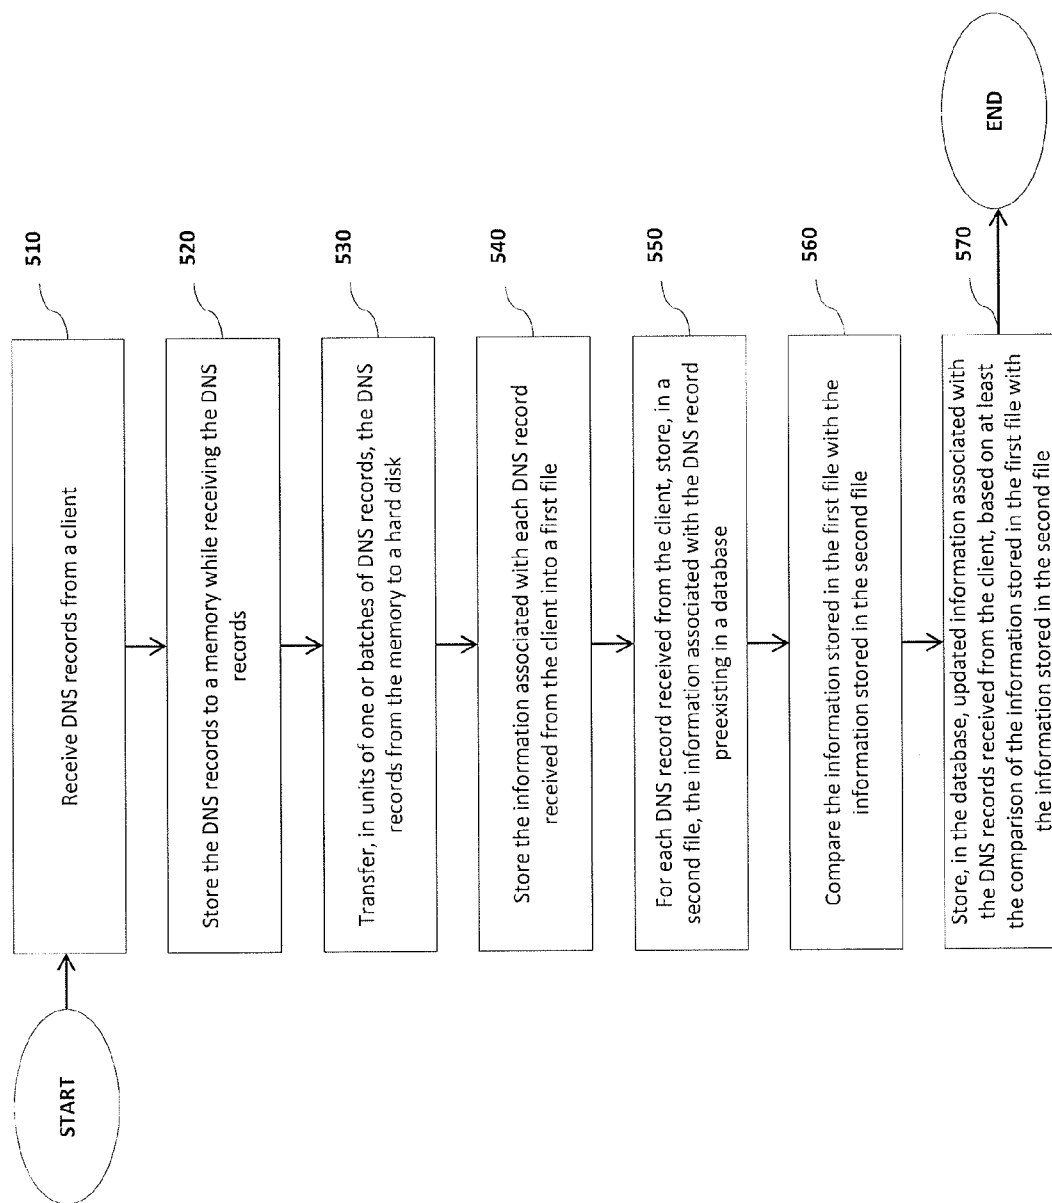 START
Receive DNS records from a client
510
Store the DNS records to a memory while receiving the DNS
records
520
Transfer, in units of one or batches of DNS records, the DNS
records from the memory to a hard disk
530
Store the information associated with each DNS record
received from the client into a first file
540
For each DNS record received from the client, store, in a
second file, the information associated with the DNS record
preexisting in a database
550
Compare the information stored in the first file with the
information stored in the second file
560
Store, in the database, updated information associated with
the DNS records received from the client, based on at least
the comparison of the information stored in the first file with
the information stored in the second file
570
END